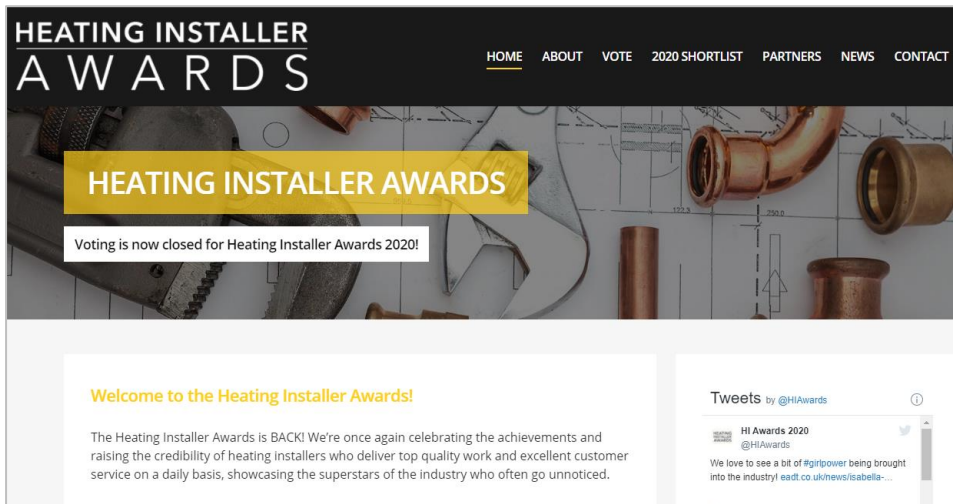 HEATING INSTALLER
AWARDS
HOME ABOUT VOTE 2020 SHORTLIST PARTNERS NEWS CONTACT
HEATING INSTALLER AWARDS
Voting is now closed for Heating Installer Awards 2020!
122.3
250.0
Welcome to the Heating Installer Awards!
The Heating Installer Awards is BACK! We're once again celebrating the achievements and
raising the credibility of heating installers who deliver top quality work and excellent customer
service on a daily basis, showcasing the superstars of the industry who often go unnoticed.
Tweets by @HIAwards
HI Awards 2020
@HIAwards
We love to see a bit of #girlpower being brought
into the industry! eadt.co.uk/news/isabella-...